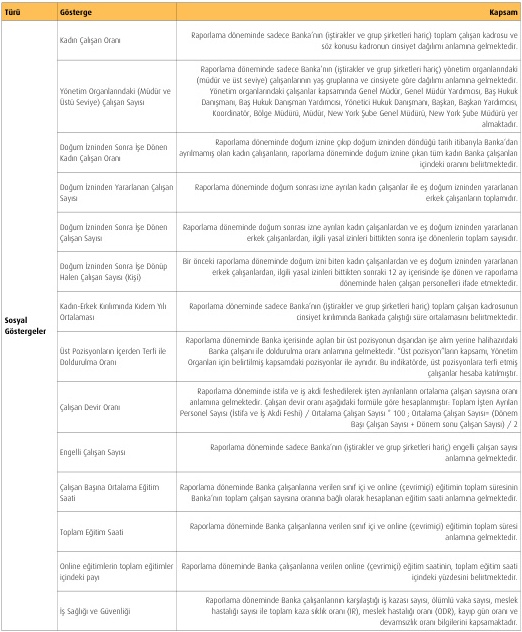 Türü Gösterge Kapsam
Kadın Çalışan Oranı
Raporlama döneminde sadece Banka'nın (iştirakler ve grup şirketleri hariç) toplam çalışan kadrosu ve
söz konusu kadronun cinsiyet dağılımı anlamına gelmektedir.
Yönetim Organlarındaki (Müdür ve
Üstü Seviye) Çalışan Sayısı
Raporlama döneminde sadece Banka'nın (iştirakler ve grup şirketleri hariç) yönetim organlarındaki
(müdür ve üst seviye) çalışanlarının yaş gruplarına ve cinsiyete göre dağılımı anlamına gelmektedir.
Yönetim organlarındaki çalışanlar kapsamında Genel Müdür, Genel Müdür Yardımcısı, Baş Hukuk
Danışmanı, Baş Hukuk Danışman Yardımcısı, Yönetici Hukuk Danışmanı, Başkan, Başkan Yardımcısı,
Koordinatör, Bölge Müdürü, Müdür, New York Şube Genel Müdürü, New York Şube Müdürü yer
almaktadır.
Doğum İzninden Sonra İşe Dönen
Kadın Çalışan Oranı
Raporlama döneminde doğum iznine çıkıp doğum izninden döndüğü tarih itibarıyla Banka'dan
ayrılmamış olan kadın çalışanların, raporlama döneminde doğum iznine çıkan tüm kadın Banka çalışanları
içindeki oranını belirtmektedir.
Doğum İzninden Yararlanan Çalışan
Sayısı
Raporlama döneminde doğum sonrası izne ayrılan kadın çalışanlar ile eş doğum izninden yararlanan
erkek çalışanların toplamıdır.
Doğum İzninden Sonra İşe Dönen
Çalışan Sayısı
Raporlama döneminde doğum sonrası izne ayrılan kadın çalışanlardan ve eş doğum izninden yararlanan
erkek çalışanlardan, ilgili yasal izinleri bittikten sonra işe dönenlerin toplam sayısıdır.
Doğum İzninden Sonra İşe Dönüp
Halen Çalışan Sayısı (Kişi)
Bir önceki raporlama döneminde doğum izni biten kadın çalışanlardan ve eş doğum izninden yararlanan
erkek çalışanlardan, ilgili yasal izinleri bittikten sonraki 12 ay içerisinde işe dönen ve raporlama
döneminde halen çalışan personelleri ifade etmektedir.
Sosyal
Göstergeler
Kadın-Erkek Kırılımında Kıdem Yılı
Ortalaması
Raporlama döneminde sadece Banka'nın (iştirakler ve grup şirketleri hariç) toplam çalışan kadrosunun
cinsiyet kırılımında Bankada çalıştığı süre ortalamasını belirtmektedir.
Üst Pozisyonların İçerden Terfi ile
Doldurulma Oranı
Raporlama döneminde Banka içerisinde açılan bir üst pozisyonun dışarıdan işe alım yerine halihazırdaki
Banka çalışanı ile doldurulma oranı anlamına gelmektedir. "Üst pozisyon"ların kapsamı, Yönetim
Organları için belirtilmiş kapsamdaki pozisyonlar ile aynıdır. Bu indikatörde, üst pozisyonlara terfi etmiş
çalışanlar hesaba katılmıştır.
Çalışan Devir Oranı
Raporlama döneminde istifa ve iş akdi feshedilerek işten ayrılanların ortalama çalışan sayısına oranı
anlamına gelmektedir. Çalışan devir oranı aşağıdaki formüle göre hesaplanmıştır: Toplam İşten Ayrılan
Personel Sayısı (İstifa ve İş Akdi Feshi) / Ortalama Çalışan Sayısı * 100 ; Ortalama Çalışan Sayısı= (Dönem
Başı Çalışan Sayısı + Dönem sonu Çalışan Sayısı) / 2
Engelli Çalışan Sayısı
Raporlama döneminde sadece Banka'nın (iştirakler ve grup şirketleri hariç) engelli çalışan sayısı
anlamına gelmektedir.
Çalışan Başına Ortalama Eğitim
Saati
Raporlama döneminde Banka çalışanlarına verilen sınıf içi ve online (çevrimiçi) eğitimin toplam süresinin
Banka'nın toplam çalışan sayısına oranına bağlı olarak hesaplanan eğitim saati anlamına gelmektedir.
Toplam Eğitim Saati
Raporlama döneminde Banka çalışanlarına verilen sınıf içi ve online (çevrimiçi) eğitimin toplam süresi
anlamına gelmektedir.
Online eğitimlerin toplam eğitimler
içindeki payı
Raporlama döneminde Banka çalışanlarına verilen online (çevrimiçi) eğitim saatinin, toplam eğitim saati
içindeki yüzdesini belirtmektedir.
İş Sağlığı ve Güvenliği
Raporlama döneminde Banka çalışanlarının karşılaştığı iş kazası sayısı, ölümlü vaka sayısı, meslek
hastalığı sayısı ile toplam kaza sıklık oranı (IR), meslek hastalığı oranı (ODR), kayıp gün oranı ve
devamsızlık oranı bilgilerini kapsamaktadır.